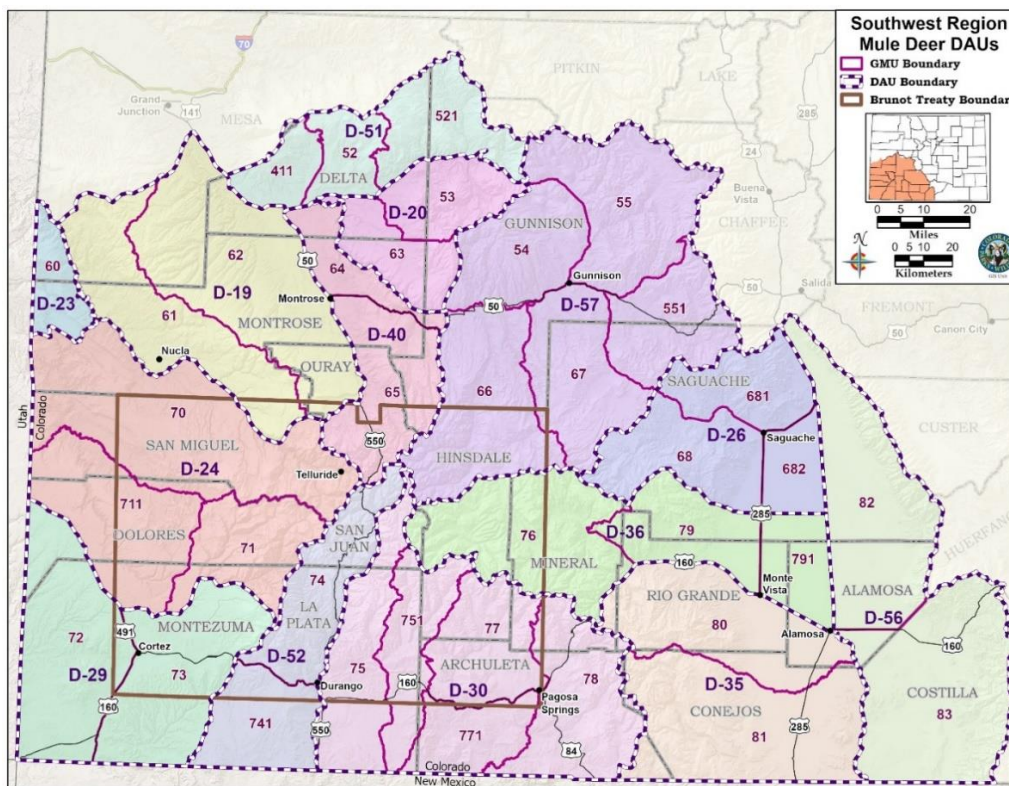 Southwest Region
Mule Deer DAUs
GMU Boundary
DAU Boundary
Brunot Treaty Boundary
0 5 10 20
Miles
0 5 10 20
Kilometers
N
70
PITKIN
LAKE
Grand
Junction
141
MESA
285
24
Buena
Vista
CHAFFEE
Salida
FREMONT
50
Canon City
CUSTER
HUERFANO
521
D-51
52
411
DELTA
53
D-20
63
GUNNISON
55
54
Gunnison
50
D-57
551
60
D-23
62
50
64
D-19
Montrose
61
MONTROSE
D-40
Nucla
OURAY
65
66
67
SAGUACHE
681
Saguache
D-26
68
682
285
Utah
Colorado
70
SAN MIGUEL
D-24
550
Telluride
HINSDALE
711
DOLORES
71
SAN
JUAN
74
76
MINERAL
D-36
79
160
791
Monte
Vista
82
ALAMOSA
D-56
RIO GRANDE
LA
PLATA
751
77
80
Alamosa
160
72
491
MONTEZUMA
Cortez
D-29
73
D-52
75
160
ARCHULETA
D-30
78
D-35
CONEJOS
COSTILLA
83
160
Durango
Pagosa
Springs
741
550
771
84
81
285
Colorado
New Mexico